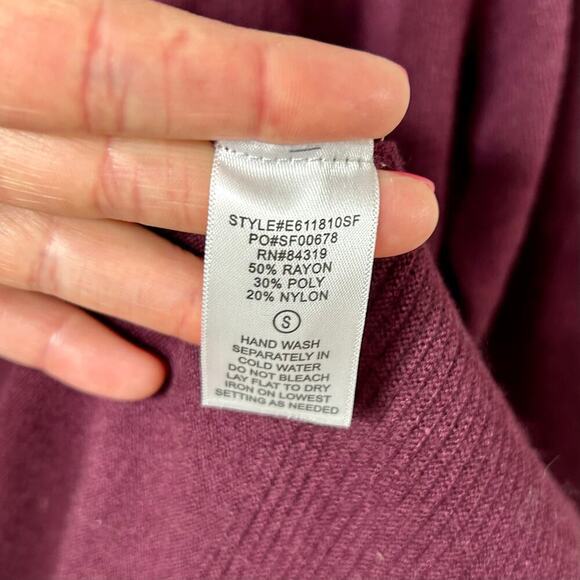 STYLE#E611810SF
PO#SF00678
RN#84319
50% RAYON
30% POLY
20% NYLON
S
HAND WASH
SEPARATELY IN
COLD WATER
DO NOT BLEACH
LAY FLAT TO DRY
IRON ON LOWEST
SETTING AS NEEDED